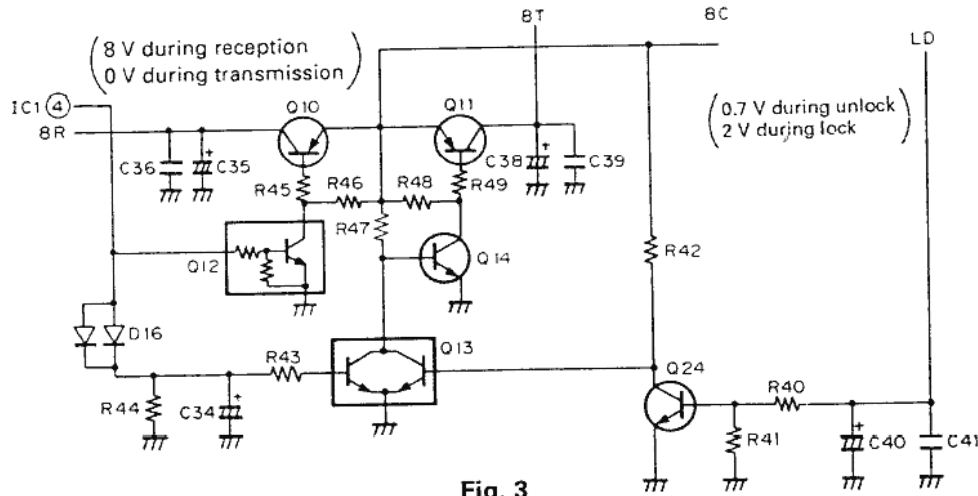 8T
8C
LD
(8 V during reception
0 V during transmission)
IC1 ④
8R
Q10
Q11
(0.7 V during unlock
2 V during lock)
C36
C35
C38
C39
R45
R46
R48
R49
R47
Q12
Q14
R42
D16
Q13
R43
Q24
R40
R44
C34
R41
C40
C41
Fig. 3